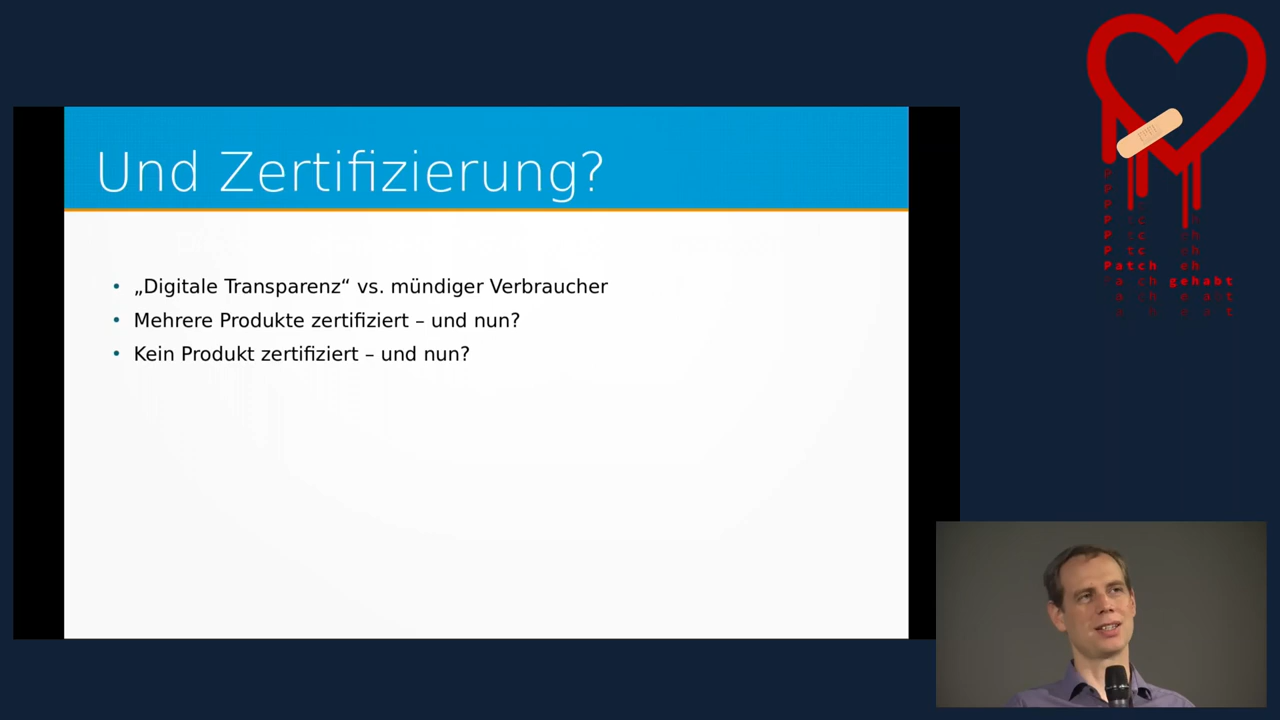 Und Zertifizierung?
„Digitale Transparenz“ vs. mündiger Verbraucher
Mehrere Produkte zertifiziert – und nun?
Kein Produkt zertifiziert – und nun?
Patch
gehabt